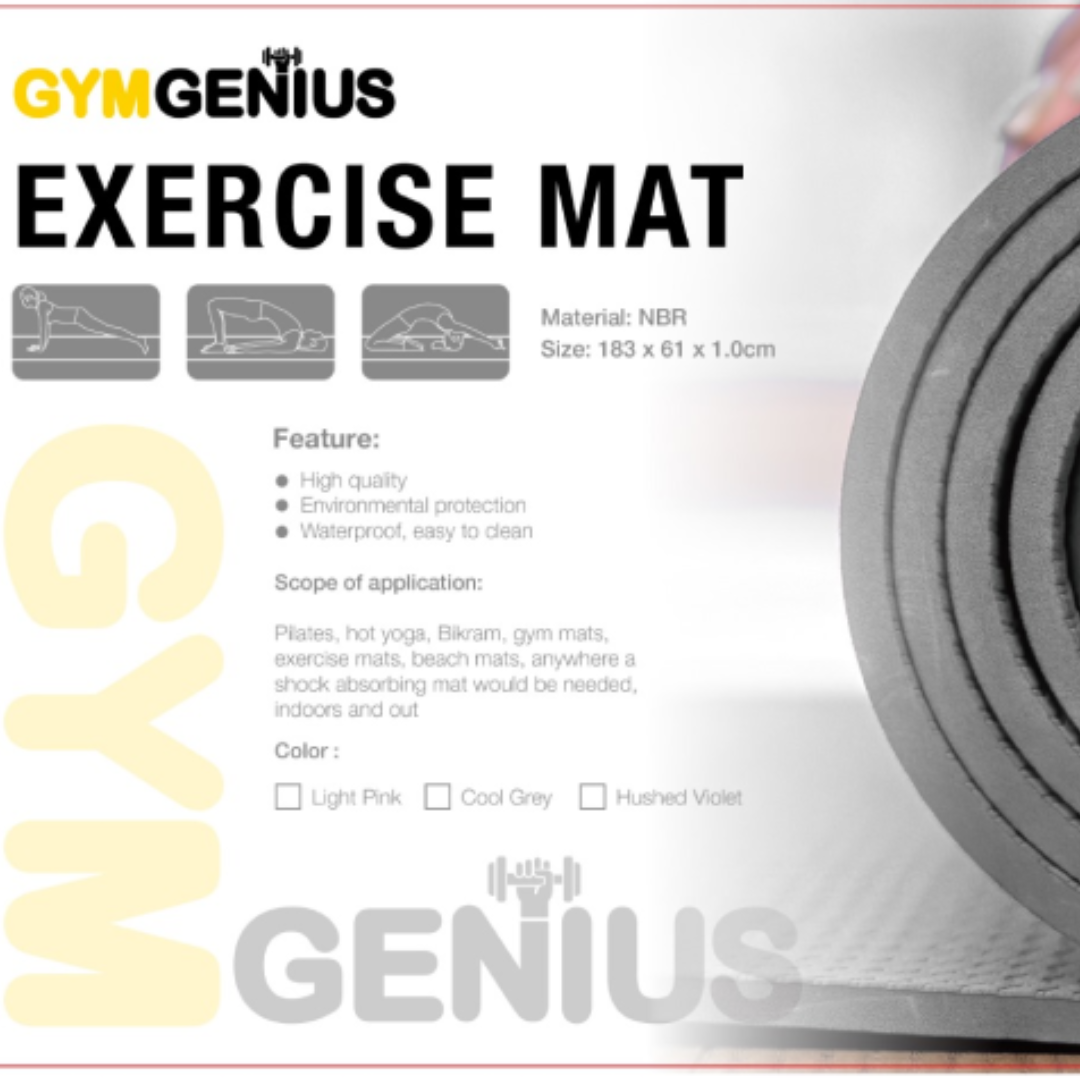 GYMGENIUS
EXERCISE MAT
Material: NBR
Size: 183 x 61 x 1.0cm
Feature:
● High quality
● Environmental protection
● Waterproof, easy to clean
Scope of application:
Pilates, hot yoga, Bikram, gym mats,
exercise mats, beach mats, anywhere a
shock absorbing mat would be needed,
indoors and out
Color :
Light Pink Cool Grey Hushed Violet
GYM
GENIUS